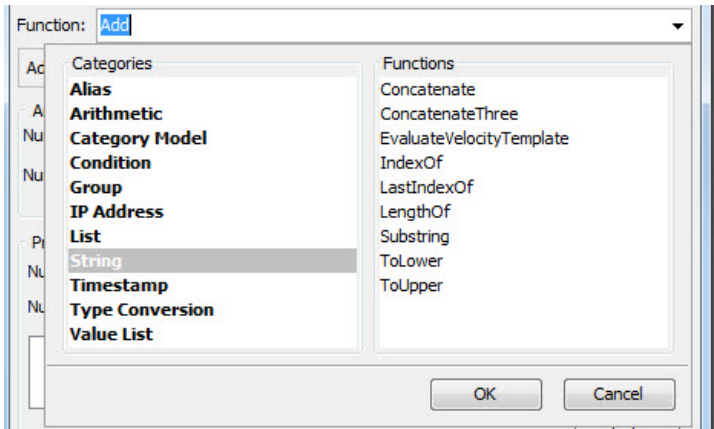 Function: Add
Categories
Alias
Arithmetic
Category Model
Condition
Group
IP Address
List
String
Timestamp
Type Conversion
Value List
Functions
Concatenate
ConcatenateThree
EvaluateVelocityTemplate
IndexOf
LastIndexOf
LengthOf
Substring
ToLower
ToUpper
OK Cancel